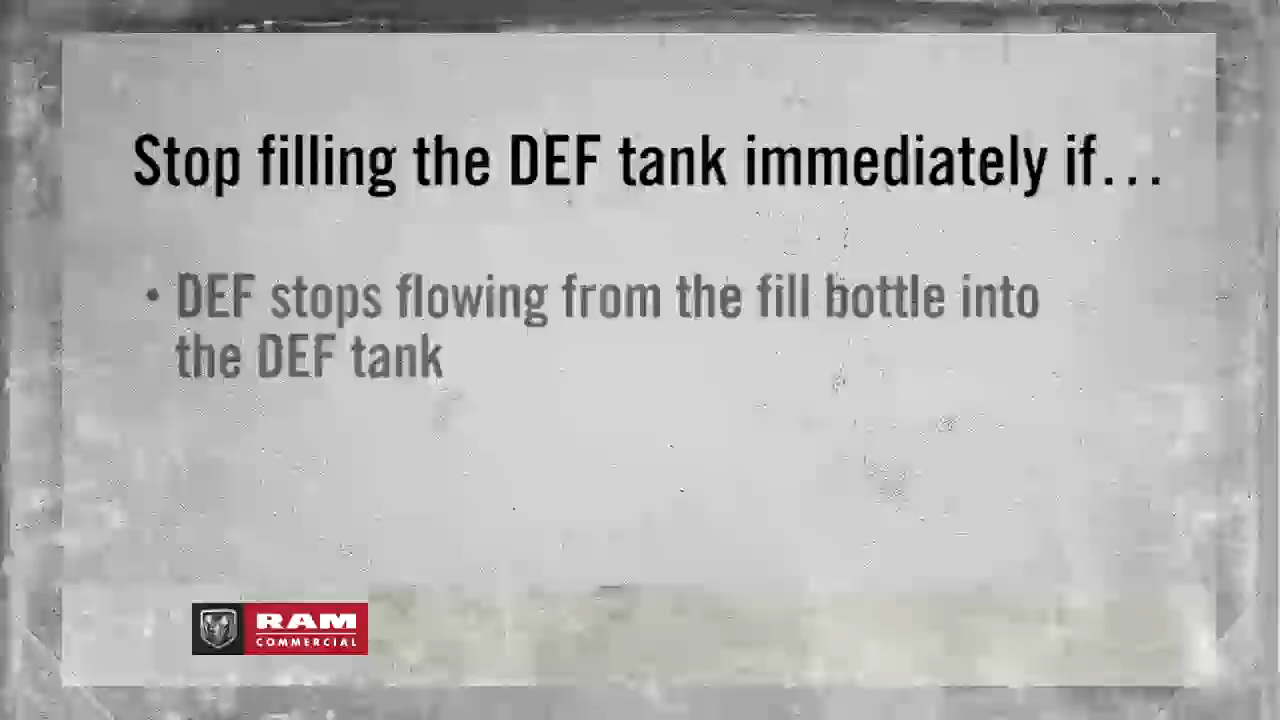 Stop filling the DEF tank immediately if...
• DEF stops flowing from the fill bottle into
the DEF tank
RAM
COMMERCIAL